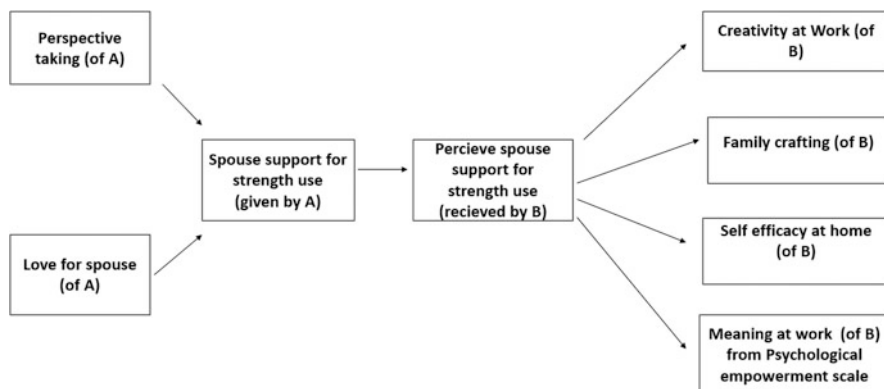 Perspective
taking (of A)
Love for spouse
(of A)
Spouse support for
strength use
(given by A)
Percieve spouse
support for
strength use
(recieved by B)
Creativity at Work (of
B)
Family crafting (of B)
Self efficacy at home
(of B)
Meaning at work (of B)
from Psychological
empowerment scale